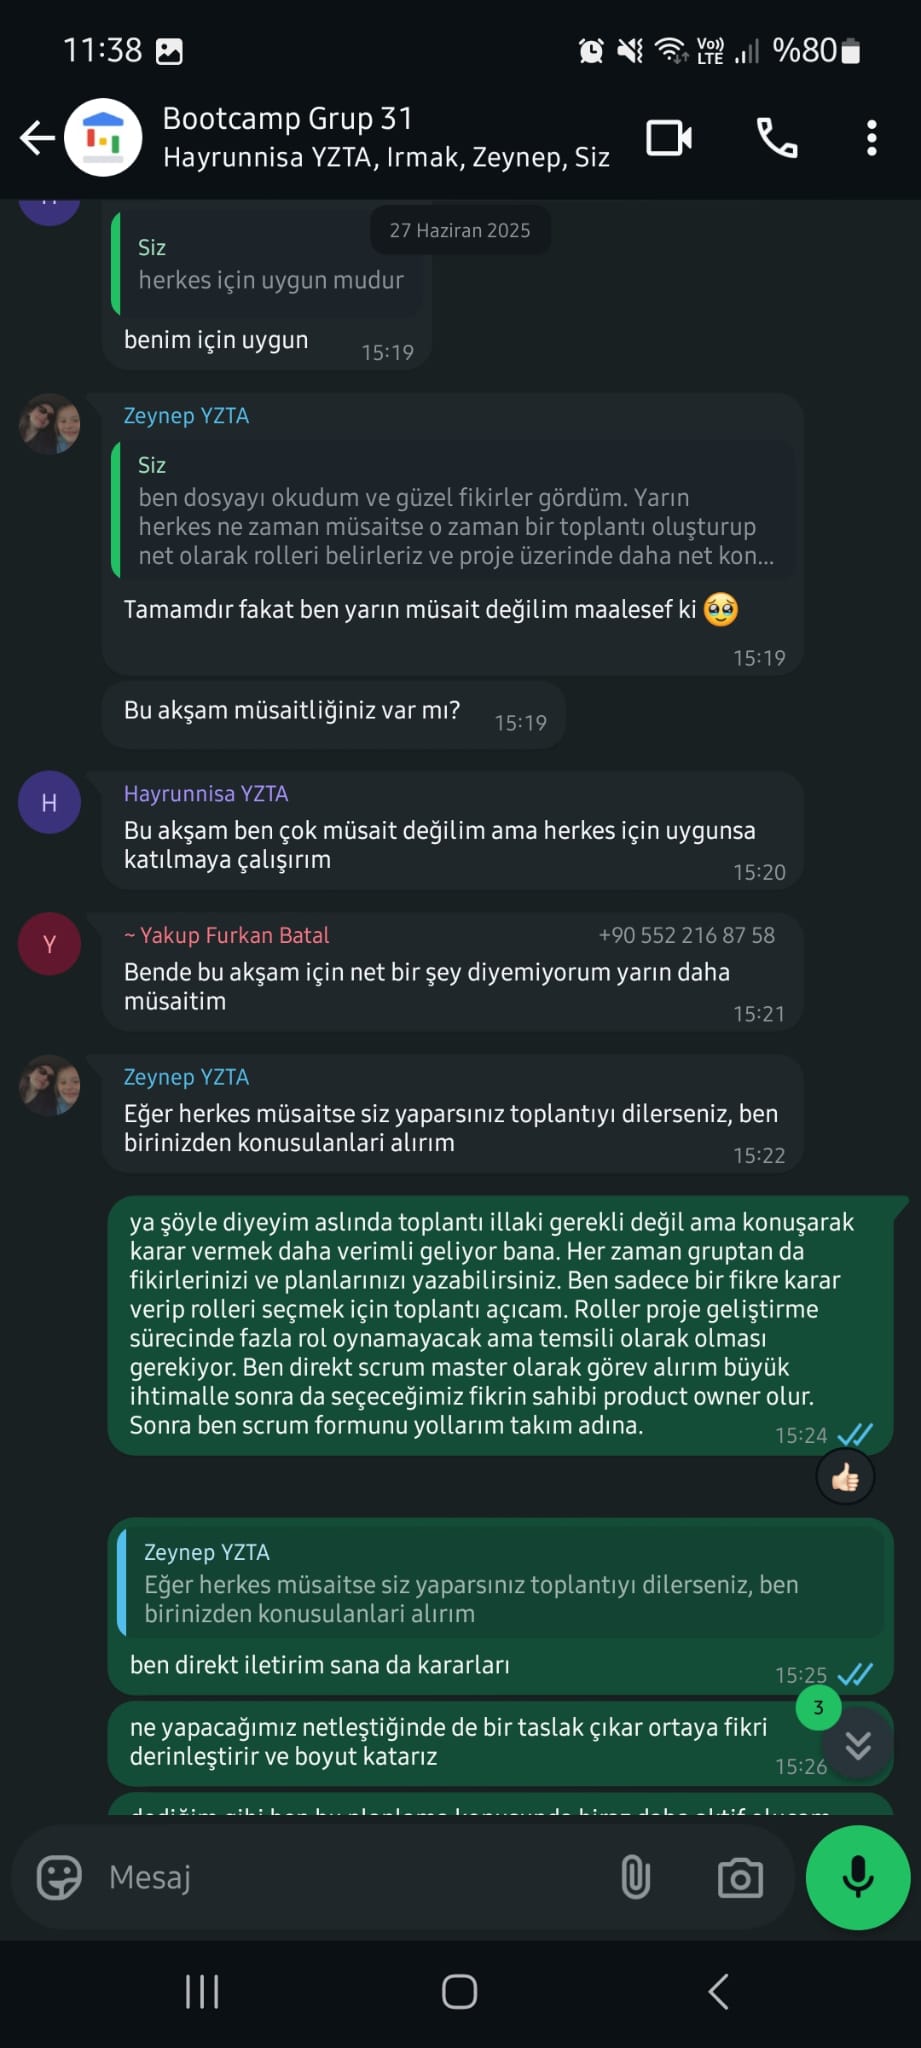 11:38
Vo))
LTE
%80
Bootcamp Grup 31
Hayrunnisa YZTA, Irmak, Zeynep, Siz
27 Haziran 2025
Siz
herkes için uygun mudur
benim için uygun
15:19
Zeynep YZTA
Siz
ben dosyayı okudum ve güzel fikirler gördüm. Yarın
herkes ne zaman müsaitse o zaman bir toplantı oluşturup
net olarak rolleri belirleriz ve proje üzerinde daha net kon...
Tamamdır fakat ben yarın müsait değilim maalesef ki 🥹
15:19
Bu akşam müsaitliğiniz var mı?
15:19
H
Hayrunnisa YZTA
Bu akşam ben çok müsait değilim ama herkes için uygunsa
katılmaya çalışırım
15:20
Y
~ Yakup Furkan Batal +90 552 216 87 58
Bende bu akşam için net bir şey diyemiyorum yarın daha
müsaitim
15:21
Zeynep YZTA
Eğer herkes müsaitse siz yaparsınız toplantıyı dilerseniz, ben
birinizden konusulanlari alırım
15:22
ya şöyle diyeyim aslında toplantı illaki gerekli değil ama konuşarak
karar vermek daha verimli geliyor bana. Her zaman gruptan da
fikirlerinizi ve planlarınızı yazabilirsiniz. Ben sadece bir fikre karar
verip rolleri seçmek için toplantı açıcam. Roller proje geliştirme
sürecinde fazla rol oynamayacak ama temsili olarak olması
gerekiyor. Ben direkt scrum master olarak görev alırım büyük
ihtimalle sonra da seçeceğimiz fikrin sahibi product owner olur.
Sonra ben scrum formunu yollarım takım adına.
15:24
Zeynep YZTA
Eğer herkes müsaitse siz yaparsınız toplantıyı dilerseniz, ben
birinizden konusulanlari alırım
ben direkt iletirim sana da kararları
15:25
3
ne yapacağımız netleştiğinde de bir taslak çıkar ortaya fikri
derinleştirir ve boyut katarız
15:26
Mesaj